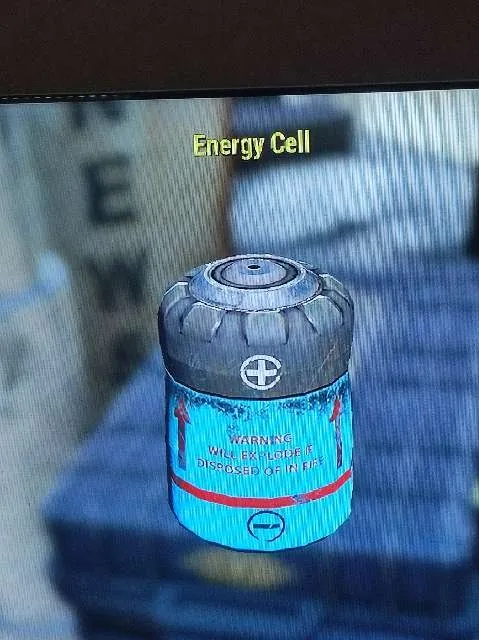 Energy Cell
N
E
W
WARNING
WILL EXPLODE IF
DISPOSED OF IN FIRE